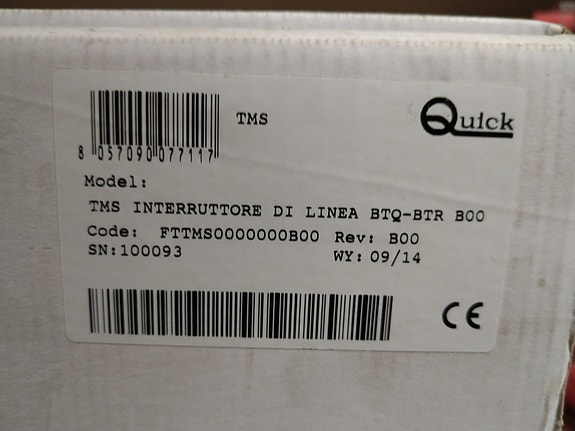 TMS
Quick
8 057090 077117
Model:
TMS INTERRUTTORE DI LINEA BTQ-BTR B00
Code: FTTMS0000000B00 Rev: B00
SN:100093 WY: 09/14
CE